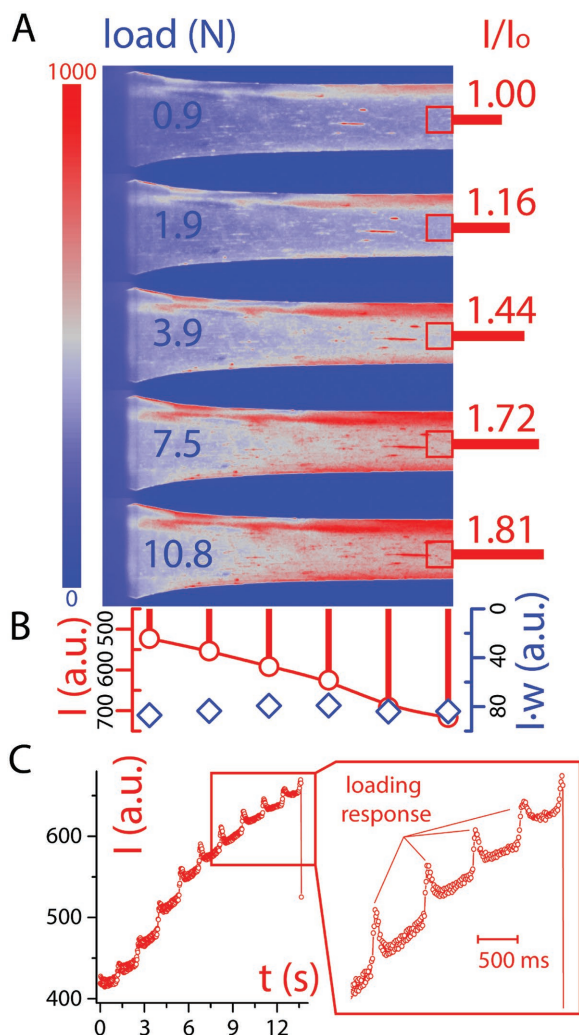 A
load (N)
I/I₀
1000
0
0.9
1.00
1.9
1.16
3.9
1.44
7.5
1.72
10.8
1.81
B
I (a.u.)
500
600
700
0
40
80
I·w (a.u.)
C
I (a.u.)
600
500
400
0
3
6
9
12
t (s)
loading
response
500 ms